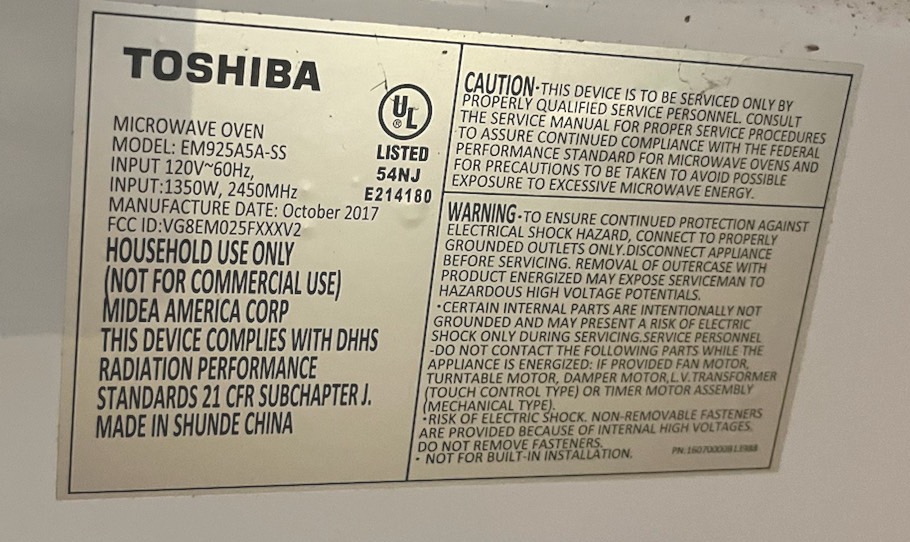 TOSHIBA
MICROWAVE OVEN
MODEL: EM925A5A-SS
INPUT 120V~60Hz,
INPUT:1350W, 2450MHz
MANUFACTURE DATE: October 2017
FCC ID:VG8EM025FXXXV2
HOUSEHOLD USE ONLY
(NOT FOR COMMERCIAL USE)
MIDEA AMERICA CORP
THIS DEVICE COMPLIES WITH DHHS
RADIATION PERFORMANCE
STANDARDS 21 CFR SUBCHAPTER J.
MADE IN SHUNDE CHINA
UL ®
LISTED
54NJ
E214180
CAUTION·THIS DEVICE IS TO BE SERVICED ONLY BY
PROPERLY QUALIFIED SERVICE PERSONNEL. CONSULT
THE SERVICE MANUAL FOR PROPER SERVICE PROCEDURES
TO ASSURE CONTINUED COMPLIANCE WITH THE FEDERAL
PERFORMANCE STANDARD FOR MICROWAVE OVENS AND
FOR PRECAUTIONS TO BE TAKEN TO AVOID POSSIBLE
EXPOSURE TO EXCESSIVE MICROWAVE ENERGY.
WARNING·TO ENSURE CONTINUED PROTECTION AGAINST
ELECTRICAL SHOCK HAZARD, CONNECT TO PROPERLY
GROUNDED OUTLETS ONLY.DISCONNECT APPLIANCE
BEFORE SERVICING. REMOVAL OF OUTERCASE WITH
PRODUCT ENERGIZED MAY EXPOSE SERVICEMAN TO
HAZARDOUS HIGH VOLTAGE POTENTIALS.
·CERTAIN INTERNAL PARTS ARE INTENTIONALLY NOT
GROUNDED AND MAY PRESENT A RISK OF ELECTRIC
SHOCK ONLY DURING SERVICING.SERVICE PERSONNEL
-DO NOT CONTACT THE FOLLOWING PARTS WHILE THE
APPLIANCE IS ENERGIZED: IF PROVIDED FAN MOTOR,
TURNTABLE MOTOR, DAMPER MOTOR,L.V.TRANSFORMER
(TOUCH CONTROL TYPE) OR TIMER MOTOR ASSEMBLY
(MECHANICAL TYPE).
·RISK OF ELECTRIC SHOCK. NON-REMOVABLE FASTENERS
ARE PROVIDED BECAUSE OF INTERNAL HIGH VOLTAGES.
DO NOT REMOVE FASTENERS.
· NOT FOR BUILT-IN INSTALLATION.